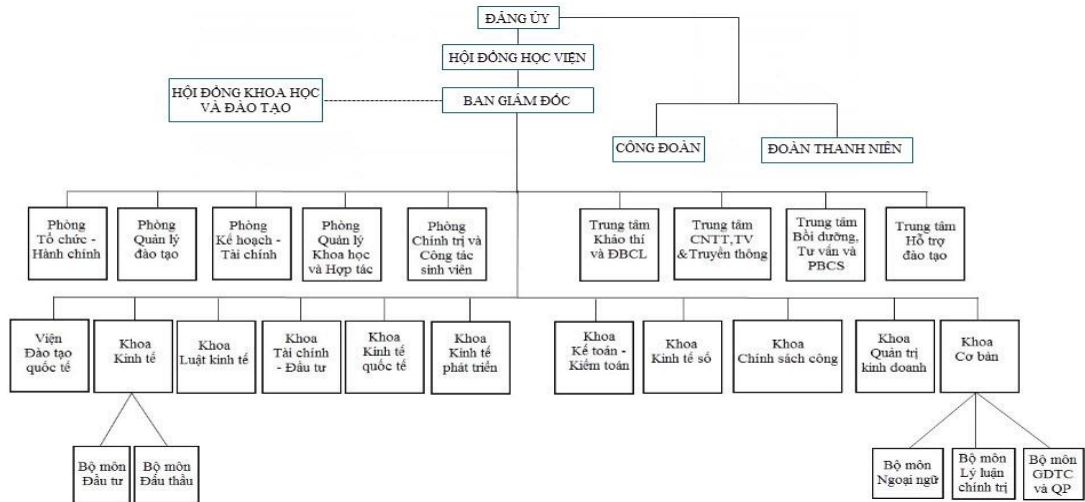 ĐẢNG ỦY
HỘI ĐỒNG HỌC VIỆN
HỘI ĐỒNG KHOA HỌC
VÀ ĐÀO TẠO
BAN GIÁM ĐỐC
CÔNG ĐOÀN
ĐOÀN THANH NIÊN
Phòng
Tổ chức -
Hành chính
Phòng
Quản lý
đào tạo
Phòng
Kế hoạch -
Tài chính
Phòng
Quản lý
Khoa học
và Hợp tác
Phòng
Chính trị và
Công tác
sinh viên
Trung tâm
Khảo thí
và ĐBCL
Trung tâm
CNTT,TV
&Truyền thông
Trung tâm
Bồi dưỡng,
Tư vấn và
PBCS
Trung tâm
Hỗ trợ
đào tạo
Viện
Đào tạo
quốc tế
Khoa
Kinh tế
Khoa
Luật kinh tế
Khoa
Tài chính
- Đầu tư
Khoa
Kinh tế
quốc tế
Khoa
Kinh tế
phát triển
Khoa
Kế toán -
Kiểm toán
Khoa
Kinh tế số
Khoa
Chính sách công
Khoa
Quản trị
kinh doanh
Khoa
Cơ bản
Bộ môn
Đầu tư
Bộ môn
Đấu thầu
Bộ môn
Ngoại ngữ
Bộ môn
Lý luận
chính trị
Bộ môn
GDTC
và QP